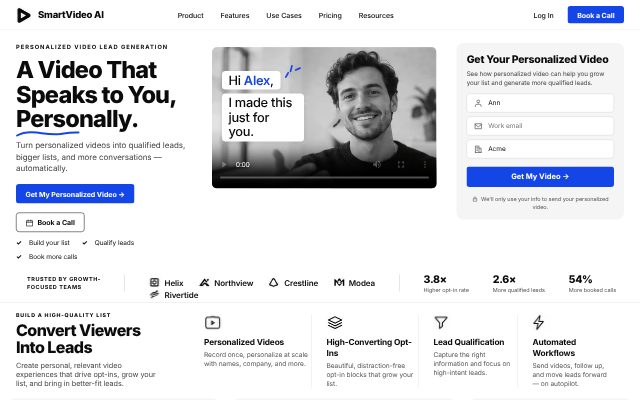 SmartVideo AI
Product
Features
Use Cases
Pricing
Resources
Log In
Book a Call
PERSONALIZED VIDEO LEAD GENERATION
A Video That
Speaks to You,
Personally.
Turn personalized videos into qualified leads,
bigger lists, and more conversations —
automatically.
Get My Personalized Video →
Book a Call
Build your list
Qualify leads
Book more calls
Hi Alex,
I made this
just for
you.
0:00
Get Your Personalized Video
See how personalized video can help you grow
your list and generate more qualified leads.
Ann
Work email
Acme
Get My Video →
We'll only use your info to send your personalized
video.
TRUSTED BY GROWTH-
FOCUSED TEAMS
Helix
Northview
Crestline
Modea
Rivertide
3.8×
Higher opt-in rate
2.6×
More qualified leads
54%
More booked calls
BUILD A HIGH-QUALITY LIST
Convert Viewers
Into Leads
Create personal, relevant video
experiences that drive opt-ins, grow your
list, and bring in better-fit leads.
Personalized Videos
Record once, personalize at scale
with names, company, and more.
High-Converting Opt-
Ins
Beautiful, distraction-free
opt-in blocks that grow your
list.
Lead Qualification
Capture the right
information and focus on
high-intent leads.
Automated
Workflows
Send videos, follow up,
and move leads forward
— on autopilot.